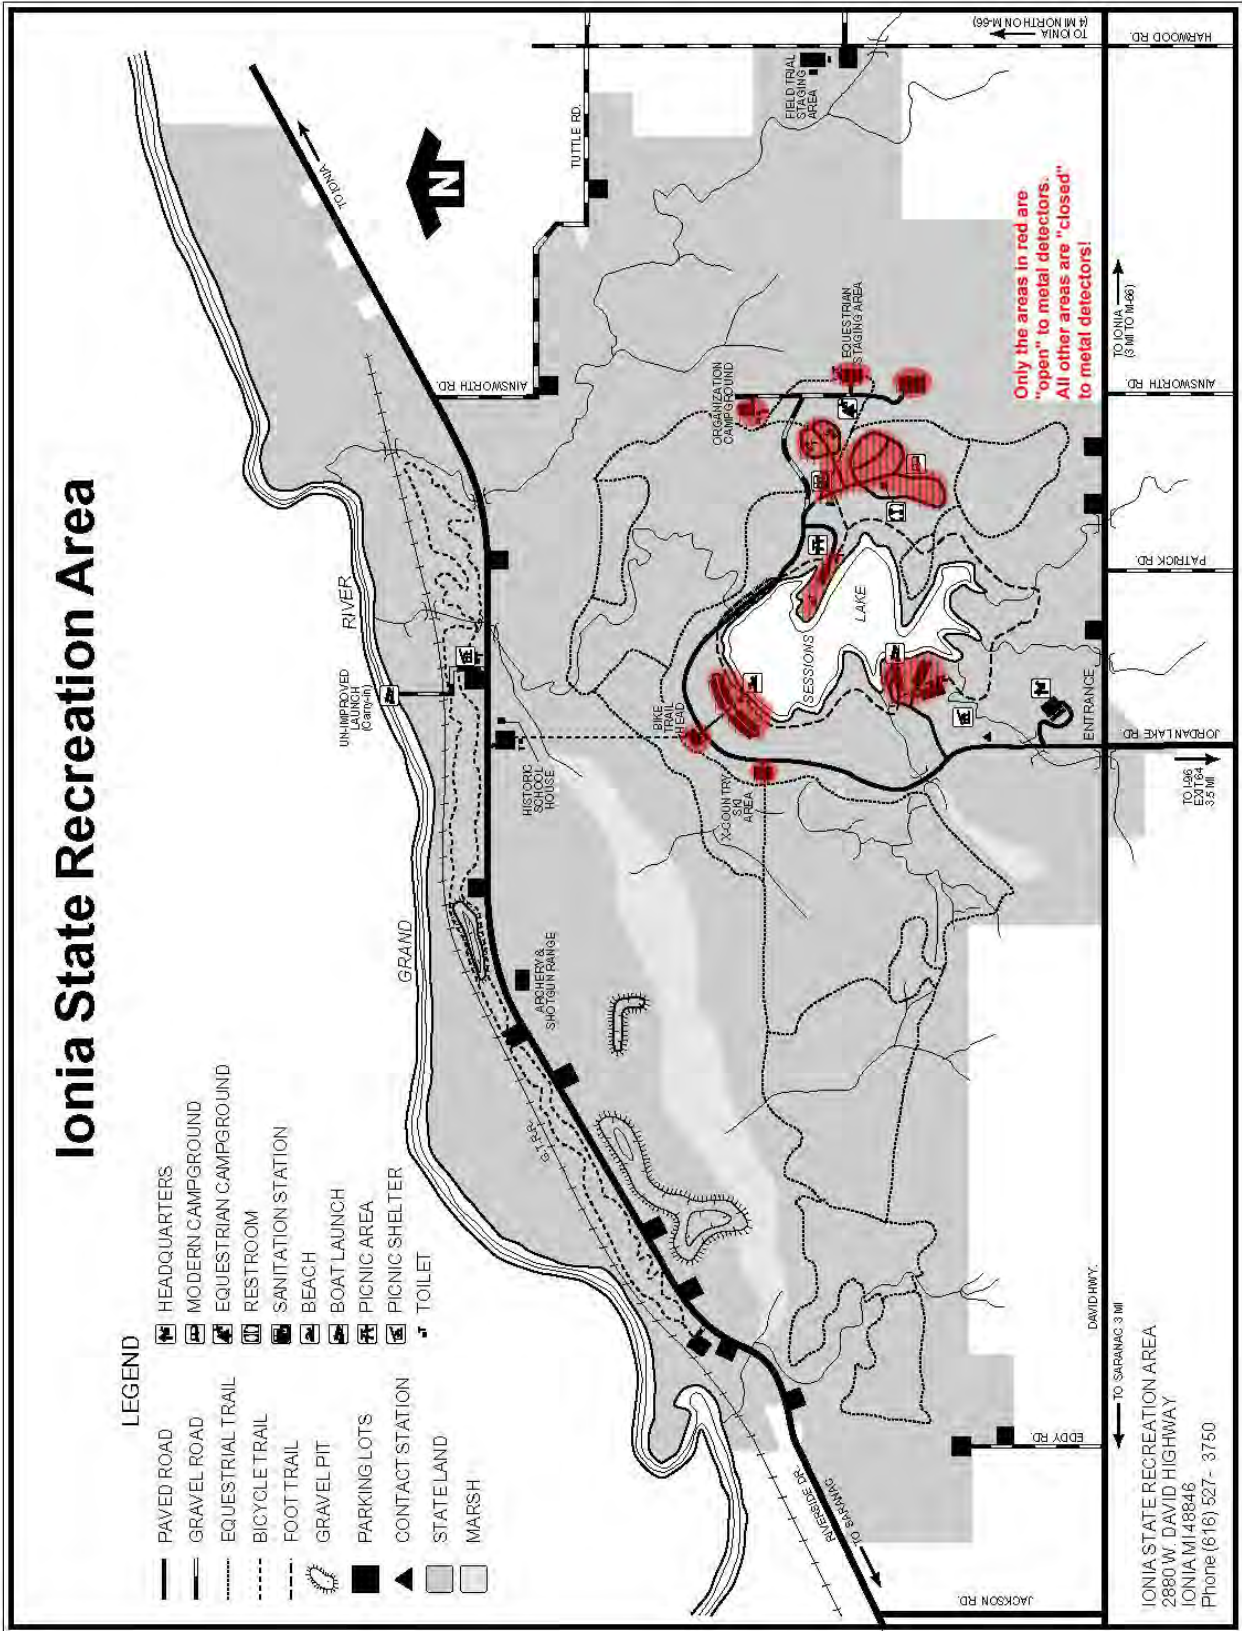 Ionia State Recreation Area
LEGEND
PAVED ROAD
GRAVEL ROAD
EQUESTRIAL TRAIL
BICYCLE TRAIL
FOOT TRAIL
GRAVEL PIT
PARKING LOTS
CONTACT STATION
STATE LAND
MARSH
HEADQUARTERS
MODERN CAMPGROUND
EQUESTRIAN CAMPGROUND
RESTROOM
SANITATION STATION
BEACH
BOAT LAUNCH
PICNIC AREA
PICNIC SHELTER
TOILET
GRAND
RIVER
UN-IMPROVED
LAUNCH
(Carry-in)
TO IONIA
N
G.T.R.R.
ARCHERY &
SHOTGUN RANGE
HISTORIC
SCHOOL
HOUSE
BIKE
TRAIL
HEAD
X-COUNTRY
SKI
AREA
SESSIONS
LAKE
ORGANIZATION
CAMPGROUND
EQUESTRIAN
STAGING AREA
FIELD TRIAL
STAGING
AREA
TUTTLE RD.
AINSWORTH RD.
TO IONIA
(4 MI NORTH ON M-66)
HARWOOD RD.
Only the areas in red are
"open" to metal detectors.
All other areas are "closed"
to metal detectors!
TO IONIA
(3 MI TO M-66)
AINSWORTH RD.
PATRICK RD.
ENTRANCE
JORDAN LAKE RD.
TO I-96
EXIT 64
3.5 MI
DAVID HWY.
TO SARANAC 3 MI
EDDY RD.
RIVERSIDE DR.
TO SARANAC
JACKSON RD.
IONIA STATE RECREATION AREA
2880 W. DAVID HIGHWAY
IONIA MI 48846
Phone (616) 527- 3750